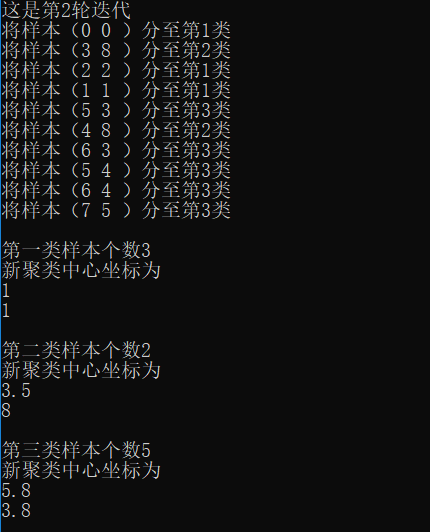 这是第2轮迭代
将样本（0 0 ）分至第1类
将样本（3 8 ）分至第2类
将样本（2 2 ）分至第1类
将样本（1 1 ）分至第1类
将样本（5 3 ）分至第3类
将样本（4 8 ）分至第2类
将样本（6 3 ）分至第3类
将样本（5 4 ）分至第3类
将样本（6 4 ）分至第3类
将样本（7 5 ）分至第3类
第一类样本个数3
新聚类中心坐标为
1
1
第二类样本个数2
新聚类中心坐标为
3.5
8
第三类样本个数5
新聚类中心坐标为
5.8
3.8